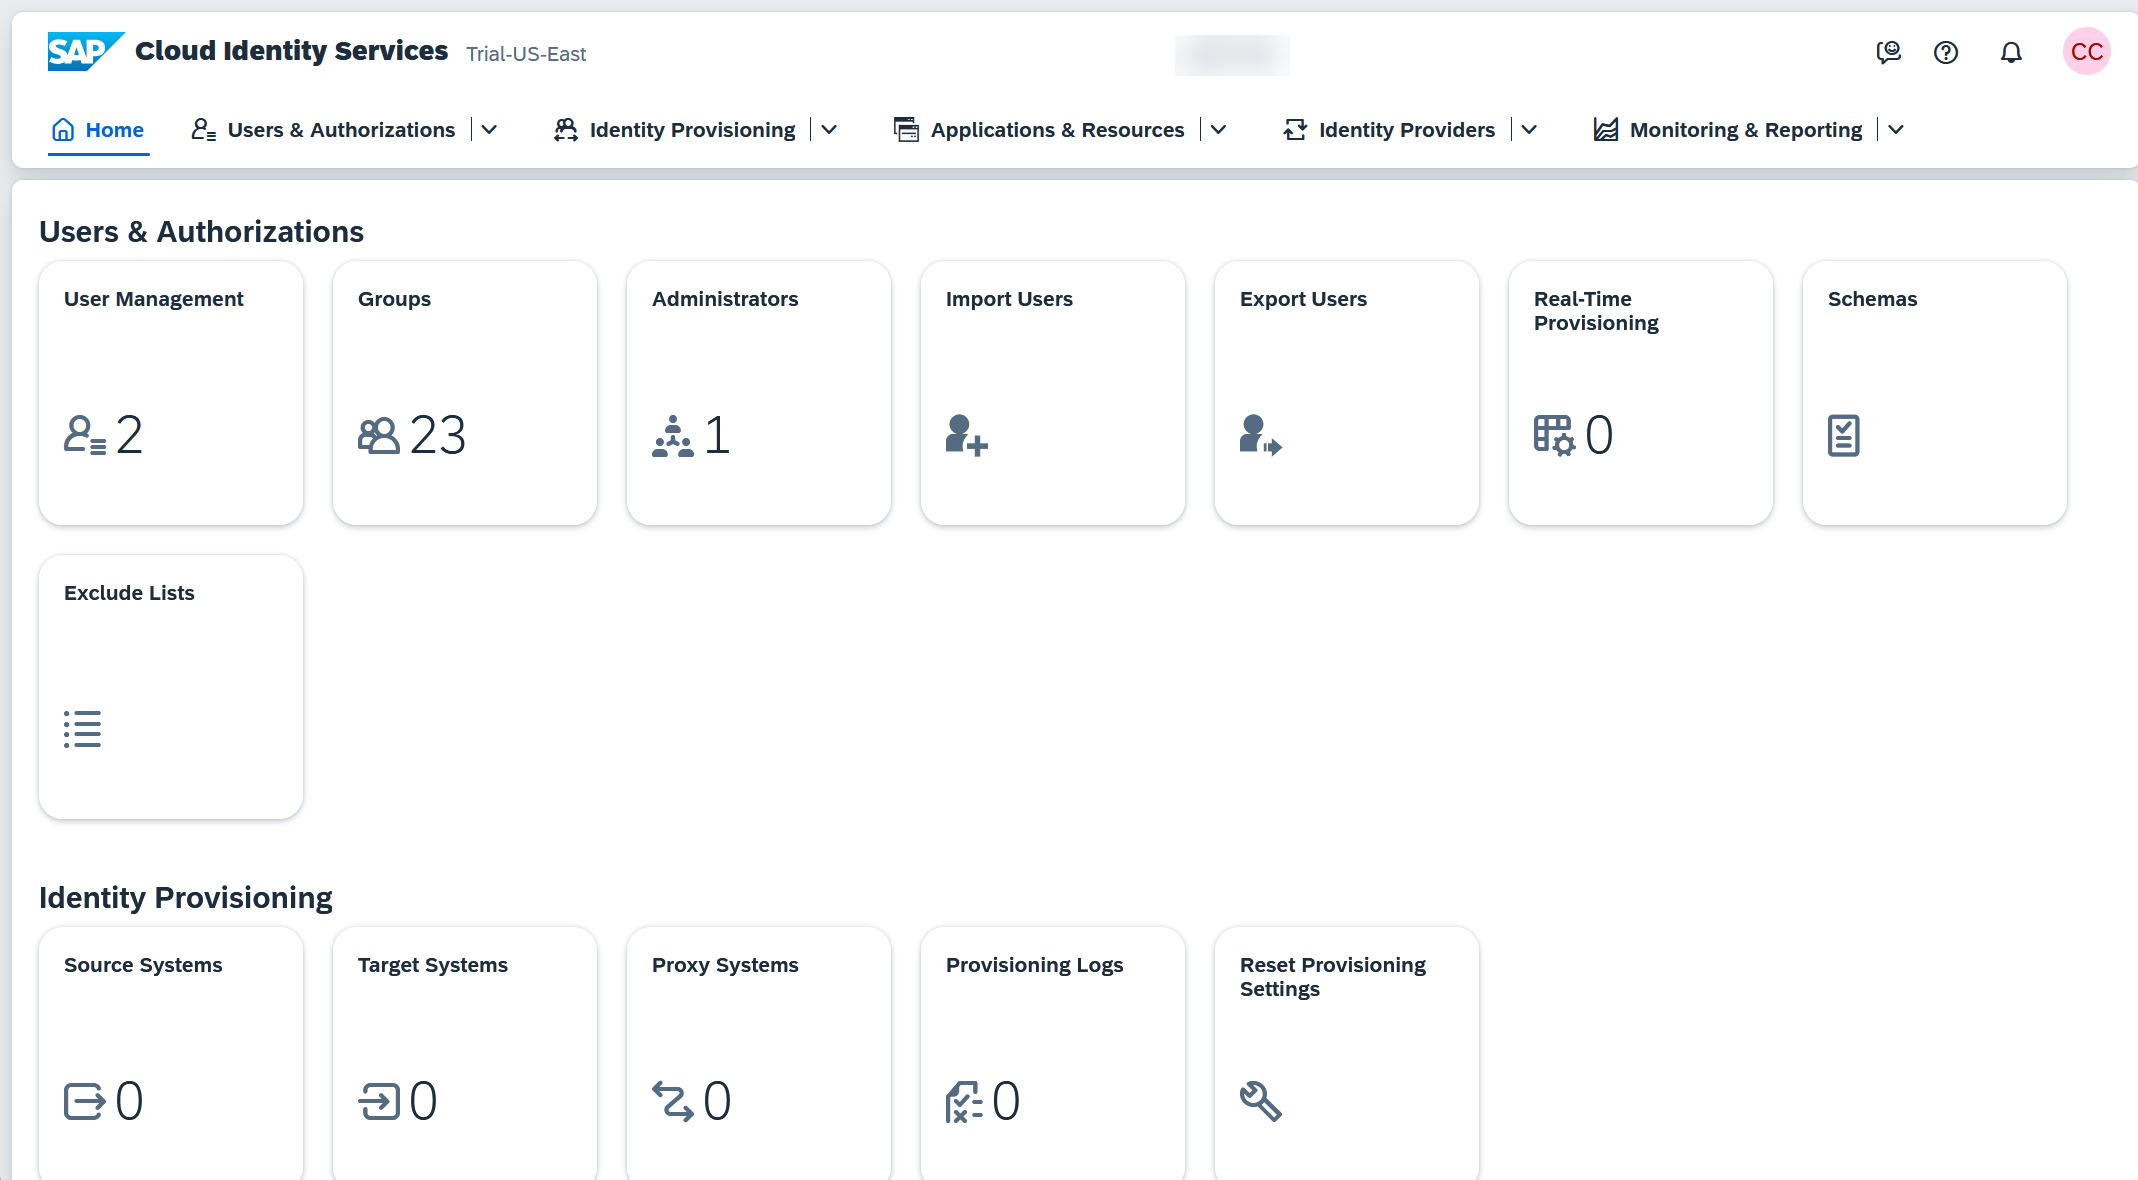 SAP Cloud Identity Services Trial-US-East
CC
Home Users & Authorizations Identity Provisioning Applications & Resources Identity Providers Monitoring & Reporting
Users & Authorizations
User Management
2
Groups
23
Administrators
1
Import Users
Export Users
Real-Time
Provisioning
0
Schemas
Exclude Lists
Identity Provisioning
Source Systems
0
Target Systems
0
Proxy Systems
0
Provisioning Logs
0
Reset Provisioning
Settings